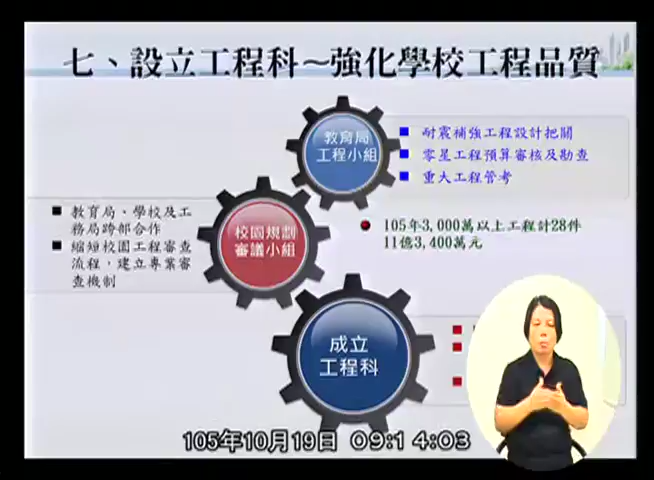 七、設立工程科～強化學校工程品質
教育局
工程小組
■ 耐震補強工程設計把關
■ 零星工程預算審核及勘查
■ 重大工程管考
■ 教育局、學校及工
務局跨部合作
■ 縮短校園工程審查
流程，建立專業審
查機制
校園規劃
審議小組
105年3,000萬以上工程計28件
11億3,400萬元
成立
工程科
105年10月19日 09:14:03